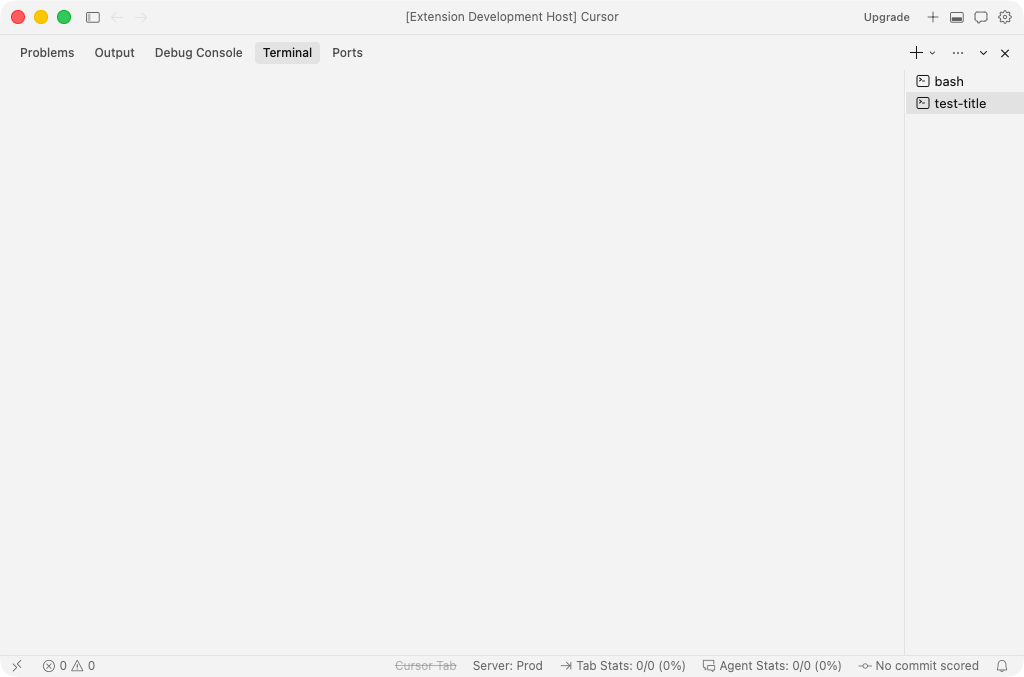 [Extension Development Host] Cursor
Upgrade
Problems Output Debug Console Terminal Ports
bash
test-title
0 0 Cursor Tab Server: Prod Tab Stats: 0/0 (0%) Agent Stats: 0/0 (0%) No commit scored